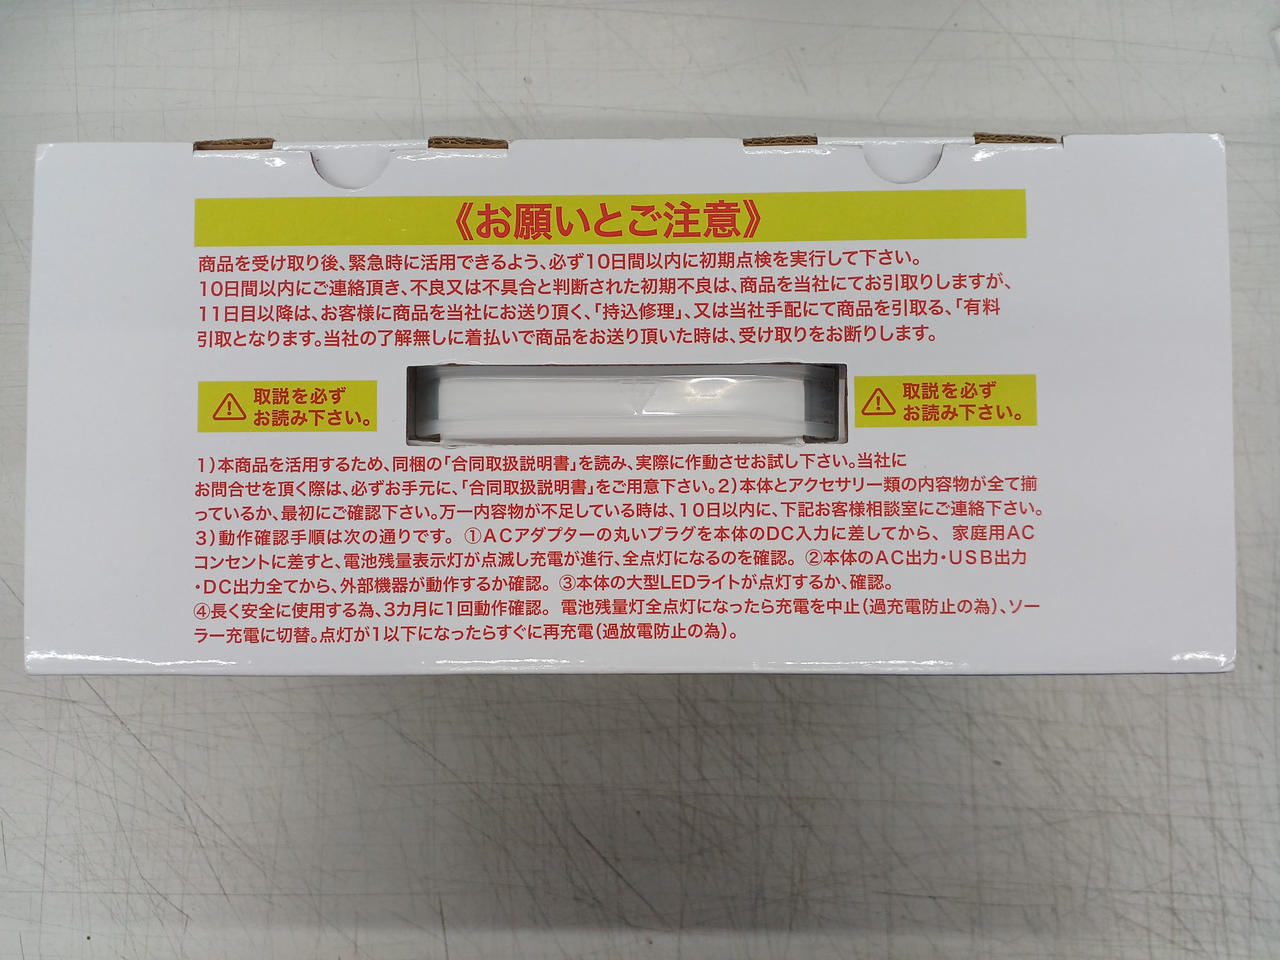 《お願いとご注意》
商品を受け取り後、緊急時に活用できるよう、必ず10日間以内に初期点検を実行して下さい。
10日間以内にご連絡頂き、不良又は不具合と判断された初期不良は、商品を当社にてお引取りしますが、
11日目以降は、お客様に商品を当社にお送り頂く、「持込修理」、又は当社手配にて商品を引取る、「有料
引取となります。当社の了解無しに着払いで商品をお送り頂いた時は、受け取りをお断りします。
取説を必ず
お読み下さい。
取説を必ず
お読み下さい。
1)本商品を活用するため、同梱の「合同取扱説明書」を読み、実際に作動させお試し下さい。当社に
お問合せを頂く際は、必ずお手元に、「合同取扱説明書」をご用意下さい。2)本体とアクセサリー類の内容物が全て揃
っているか、最初にご確認下さい。万一内容物が不足している時は、10日以内に、下記お客様相談室にご連絡下さい。
3)動作確認手順は次の通りです。 ①ACアダプターの丸いプラグを本体のDC入力に差してから、 家庭用AC
コンセントに差すと、電池残量表示灯が点滅し充電が進行、全点灯になるのを確認。 ②本体のAC出力・USB出力
・DC出力全てから、外部機器が動作するか確認。 ③本体の大型LEDライトが点灯するか、確認。
④長く安全に使用する為、3カ月に1回動作確認。 電池残量灯全点灯になったら充電を中止(過充電防止の為)、ソー
ラー充電に切替。点灯が1以下になったらすぐに再充電(過放電防止の為)。